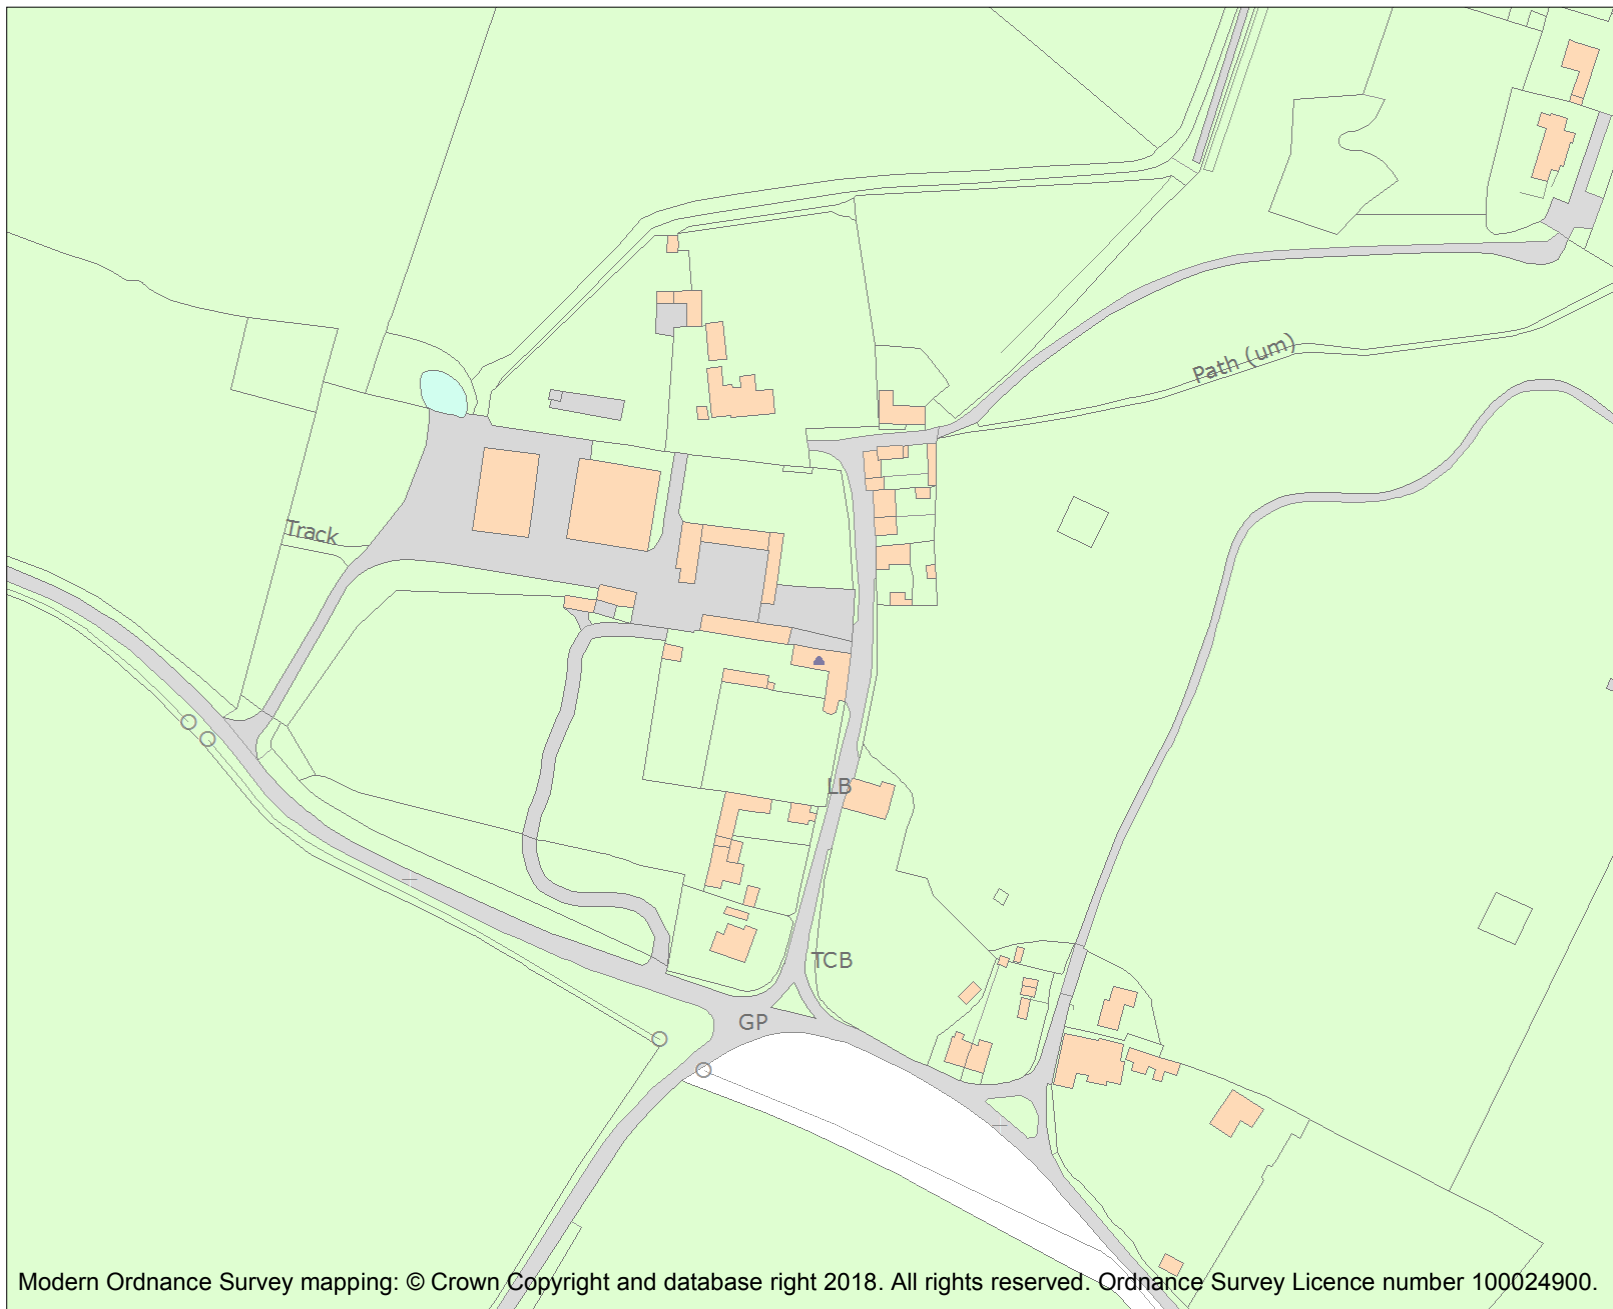 Path (um)
Track
LB
TCB
GP
Modern Ordnance Survey mapping: © Crown Copyright and database right 2018. All rights reserved. Ordnance Survey Licence number 100024900.